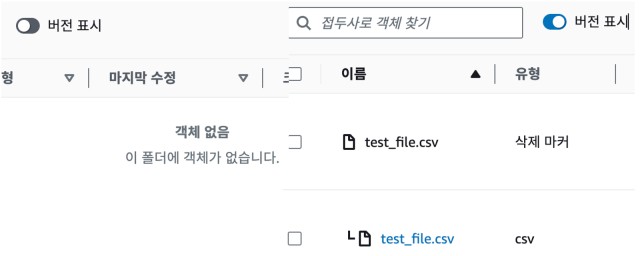 버전 표시
형
마지막 수정
객체 없음
이 폴더에 객체가 없습니다.
접두사로 객체 찾기
버전 표시
이름
유형
test_file.csv
삭제 마커
test_file.csv
csv